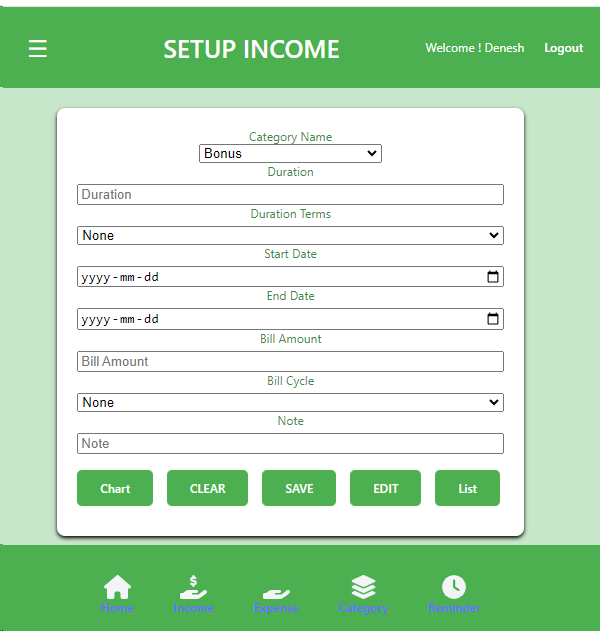 ☰ SETUP INCOME Welcome ! Denesh Logout
Category Name
Bonus
Duration
Duration
Duration Terms
None
Start Date
yyyy-mm-dd
End Date
yyyy-mm-dd
Bill Amount
Bill Amount
Bill Cycle
None
Note
Note
Chart CLEAR SAVE EDIT List
$
Home Income Expense Category Reminder